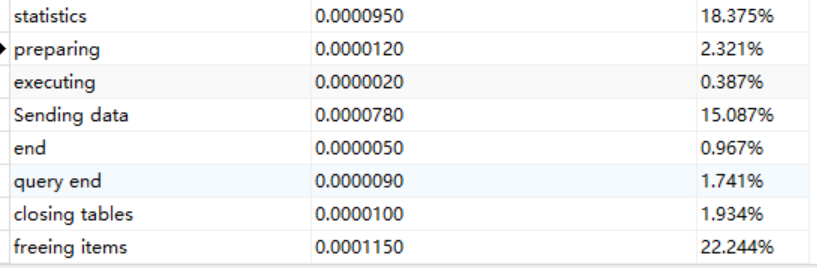 statistics 0.0000950 18.375%
preparing 0.0000120 2.321%
executing 0.0000020 0.387%
Sending data 0.0000780 15.087%
end 0.0000050 0.967%
query end 0.0000090 1.741%
closing tables 0.0000100 1.934%
freeing items 0.0001150 22.244%